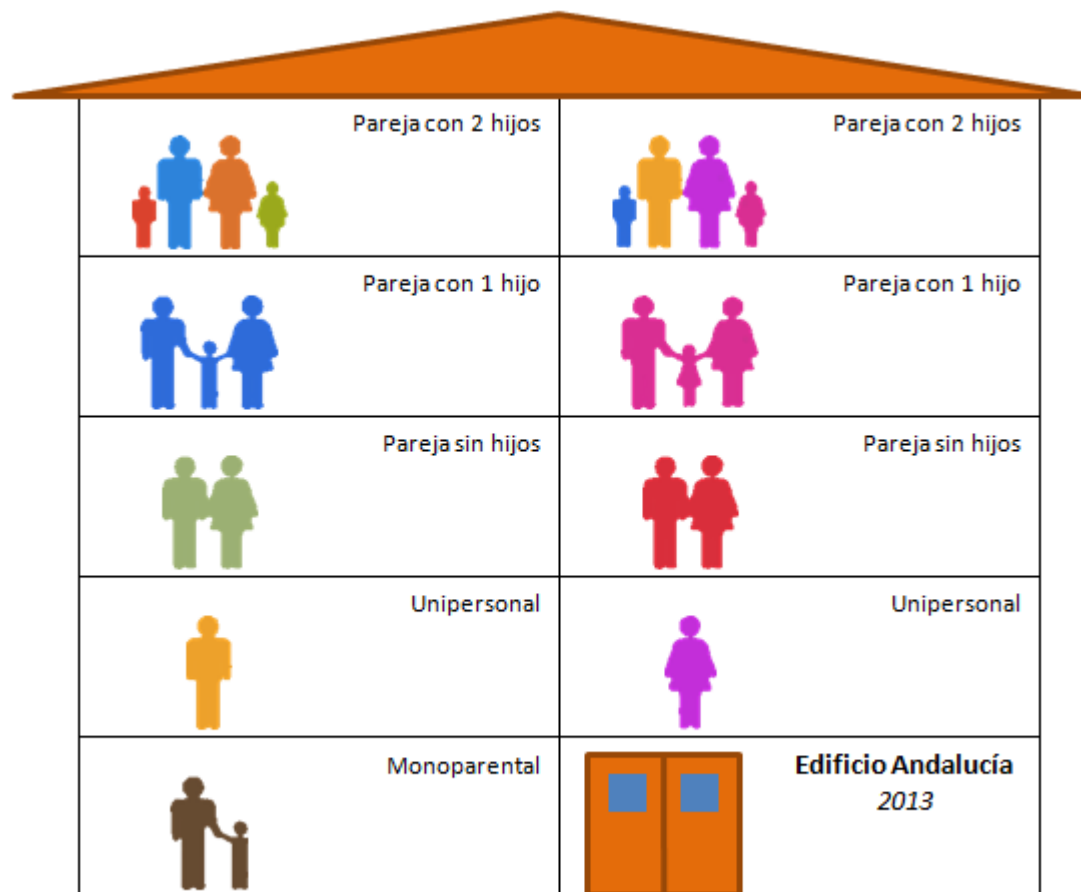 Pareja con 2 hijos
Pareja con 2 hijos
Pareja con 1 hijo
Pareja con 1 hijo
Pareja sin hijos
Pareja sin hijos
Unipersonal
Unipersonal
Monoparental
Edificio Andalucía
2013